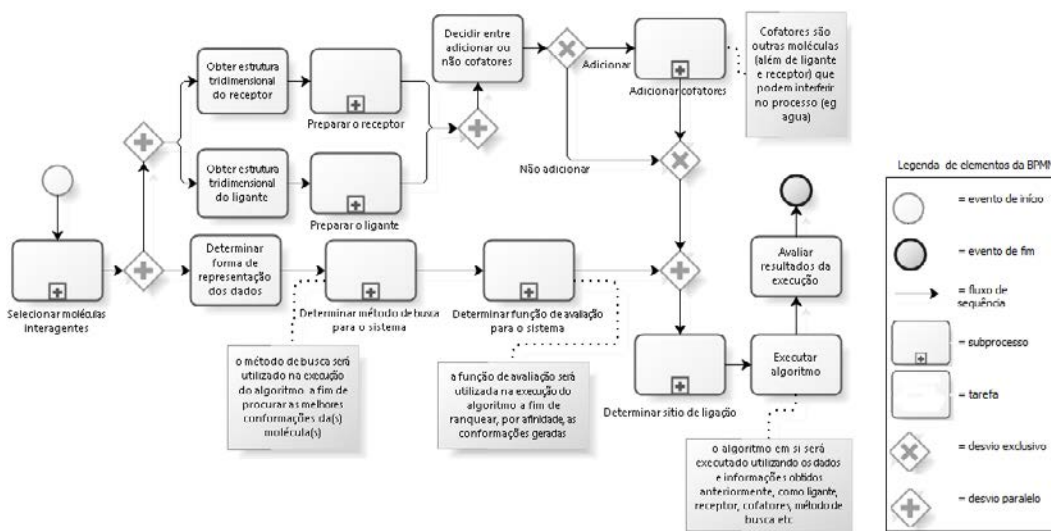 Obter estrutura
tridimensional
do receptor
Preparar o receptor
Decidir entre
adicionar ou
não cofatores
Adicionar
Adicionar cofatores
Cofatores são
outras moléculas
(além de ligante
e receptor) que
podem interferir
no processo (eg
agua)
Obter estrutura
tridimensional
do ligante
Preparar o ligante
Não adicionar
Selecionar moléculas
interagentes
Determinar
forma de
representação
dos dados
Determinar método de busca
para o sistema
Determinar função de avaliação
para o sistema
Avaliar
resultados da
execução
Determinar sítio de ligação
Executar
algoritmo
o método de busca será
utilizado na execução
do algoritmo a fim de
procurar as melhores
conformações da(s)
molécula(s)
a função de avaliação será
utilizada na execução do
algoritmo a fim de
ranquear, por afinidade, as
conformações geradas
o algoritmo em si será
executado utilizando os dados
e informações obtidos
anteriormente, como ligante,
receptor, cofatores, método de
busca etc
Legenda de elementos da BPMN
= evento de início
= evento de fim
= fluxo de
sequência
= subprocesso
= tarefa
= desvio exclusivo
= desvio paralelo